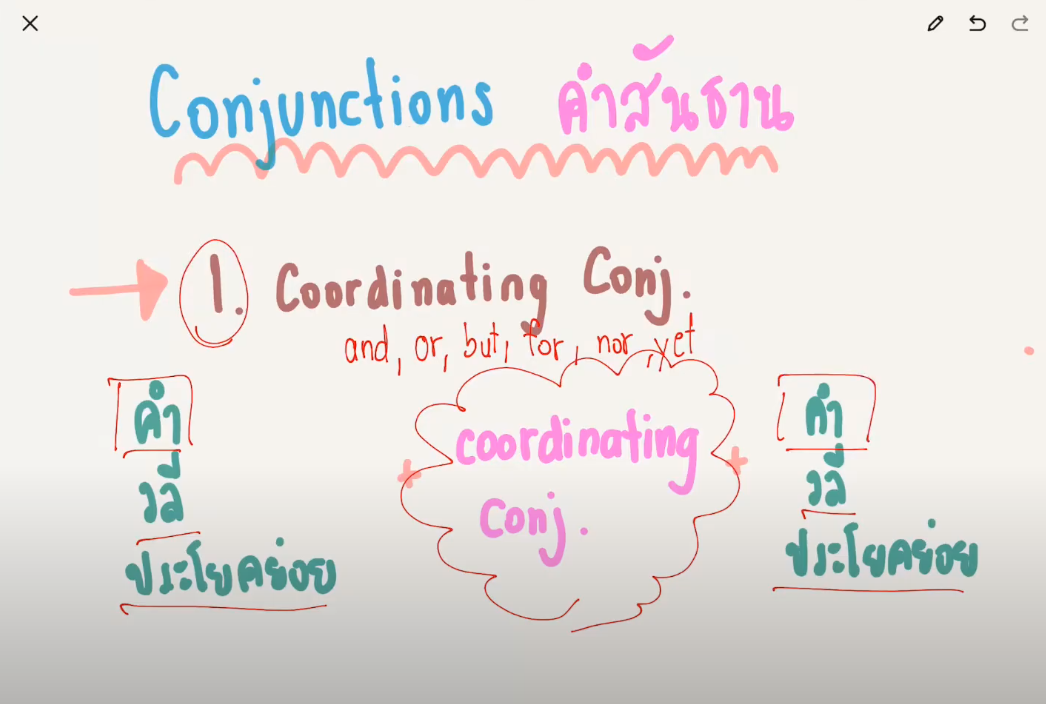 Conjunctions คำสันธาน
1. Coordinating Conj.
and, or, but, for, nor, yet
คำ
วลี
ประโยคย่อย
+ coordinating +
conj.
คำ
วลี
ประโยคย่อย